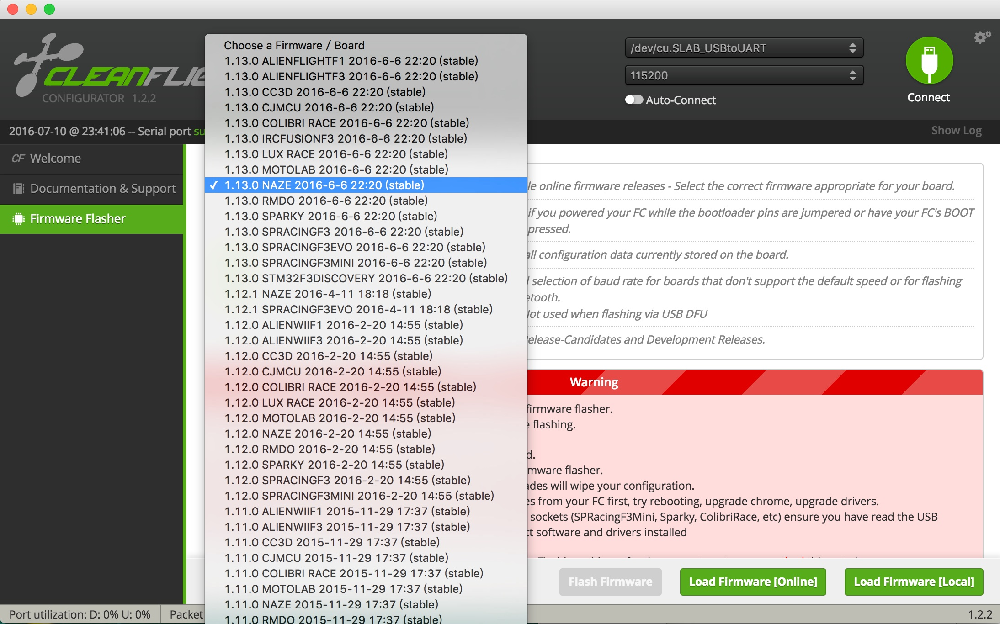 CLEANFLIG
CONFIGURATOR 1.2.2
/dev/cu.SLAB_USBtoUART
115200
Auto-Connect
Connect
2016-07-10 @ 23:41:06 -- Serial port su
Show Log
CF Welcome
Documentation & Support
Firmware Flasher
Choose a Firmware / Board
1.13.0 ALIENFLIGHTF1 2016-6-6 22:20 (stable)
1.13.0 ALIENFLIGHTF3 2016-6-6 22:20 (stable)
1.13.0 CC3D 2016-6-6 22:20 (stable)
1.13.0 CJMCU 2016-6-6 22:20 (stable)
1.13.0 COLIBRI RACE 2016-6-6 22:20 (stable)
1.13.0 IRCFUSIONF3 2016-6-6 22:20 (stable)
1.13.0 LUX RACE 2016-6-6 22:20 (stable)
1.13.0 MOTOLAB 2016-6-6 22:20 (stable)
✓ 1.13.0 NAZE 2016-6-6 22:20 (stable)
1.13.0 RMDO 2016-6-6 22:20 (stable)
1.13.0 SPARKY 2016-6-6 22:20 (stable)
1.13.0 SPRACINGF3 2016-6-6 22:20 (stable)
1.13.0 SPRACINGF3EVO 2016-6-6 22:20 (stable)
1.13.0 SPRACINGF3MINI 2016-6-6 22:20 (stable)
1.13.0 STM32F3DISCOVERY 2016-6-6 22:20 (stable)
1.12.1 NAZE 2016-4-11 18:18 (stable)
1.12.1 SPRACINGF3EVO 2016-4-11 18:18 (stable)
1.12.0 ALIENWIIF1 2016-2-20 14:55 (stable)
1.12.0 ALIENWIIF3 2016-2-20 14:55 (stable)
1.12.0 CC3D 2016-2-20 14:55 (stable)
1.12.0 CJMCU 2016-2-20 14:55 (stable)
1.12.0 COLIBRI RACE 2016-2-20 14:55 (stable)
1.12.0 LUX RACE 2016-2-20 14:55 (stable)
1.12.0 MOTOLAB 2016-2-20 14:55 (stable)
1.12.0 NAZE 2016-2-20 14:55 (stable)
1.12.0 RMDO 2016-2-20 14:55 (stable)
1.12.0 SPARKY 2016-2-20 14:55 (stable)
1.12.0 SPRACINGF3 2016-2-20 14:55 (stable)
1.12.0 SPRACINGF3MINI 2016-2-20 14:55 (stable)
1.11.0 ALIENWIIF1 2015-11-29 17:37 (stable)
1.11.0 ALIENWIIF3 2015-11-29 17:37 (stable)
1.11.0 CC3D 2015-11-29 17:37 (stable)
1.11.0 CJMCU 2015-11-29 17:37 (stable)
1.11.0 COLIBRI RACE 2015-11-29 17:37 (stable)
1.11.0 MOTOLAB 2015-11-29 17:37 (stable)
1.11.0 NAZE 2015-11-29 17:37 (stable)
1.11.0 RMDO 2015-11-29 17:37 (stable)
le online firmware releases - Select the correct firmware appropriate for your board.
if you powered your FC while the bootloader pins are jumpered or have your FC's BOOT
pressed.
all configuration data currently stored on the board.
selection of baud rate for boards that don't support the default speed or for flashing
etooth.
Not used when flashing via USB DFU
Release-Candidates and Development Releases.
Warning
firmware flasher.
e flashing.
d.
mware flasher.
ades will wipe your configuration.
es from your FC first, try rebooting, upgrade chrome, upgrade drivers.
sockets (SPRacingF3Mini, Sparky, ColibriRace, etc) ensure you have read the USB
ct software and drivers installed
Flash Firmware
Load Firmware [Online]
Load Firmware [Local]
Port utilization: D: 0% U: 0%
Packet
1.2.2